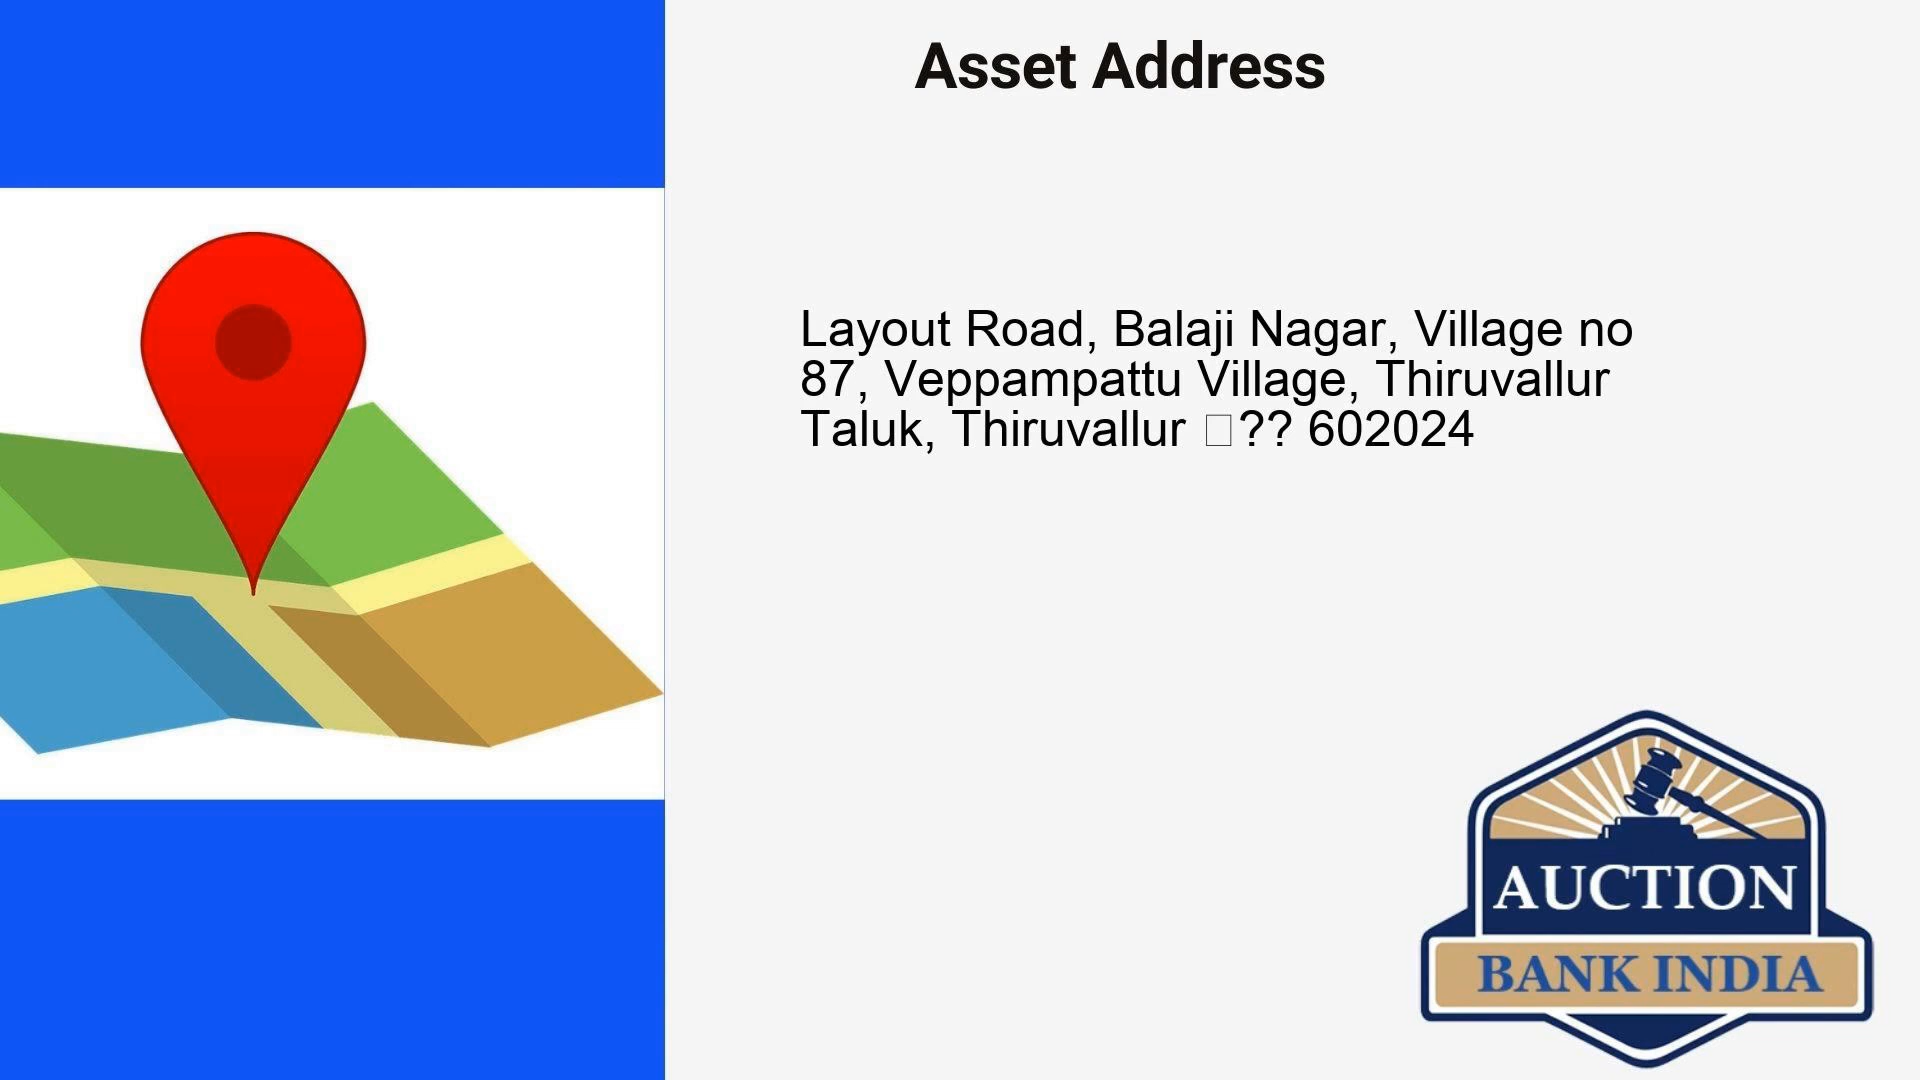 Asset Address
Layout Road, Balaji Nagar, Village no
87, Veppampattu Village, Thiruvallur
Taluk, Thiruvallur □?? 602024
AUCTION
BANK INDIA